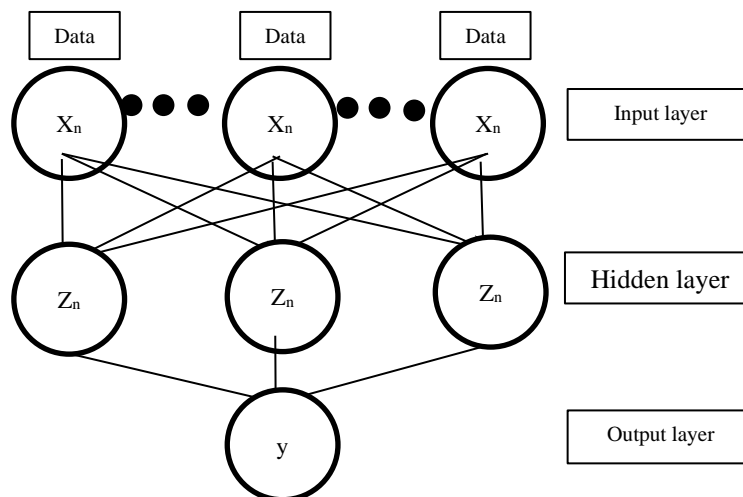 Data
Data
Data
Xn
Xn
Xn
Input layer
Zn
Zn
Zn
Hidden layer
y
Output layer